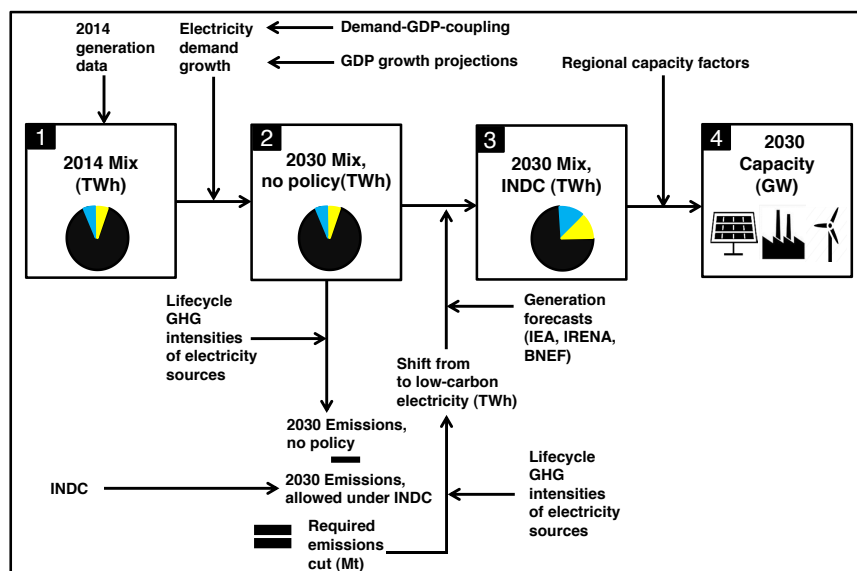 2014
generation
data
Electricity
demand
growth
Demand-GDP-coupling
GDP growth projections
Regional capacity factors
1
2014 Mix
(TWh)
2
2030 Mix,
no policy(TWh)
3
2030 Mix,
INDC (TWh)
4
2030
Capacity
(GW)
Lifecycle
GHG
intensities
of electricity
sources
Generation
forecasts
(IEA, IRENA,
BNEF)
Shift from
to low-carbon
electricity (TWh)
2030 Emissions,
no policy
INDC
2030 Emissions,
allowed under INDC
Lifecycle
GHG
intensities
of electricity
sources
Required
emissions
cut (Mt)